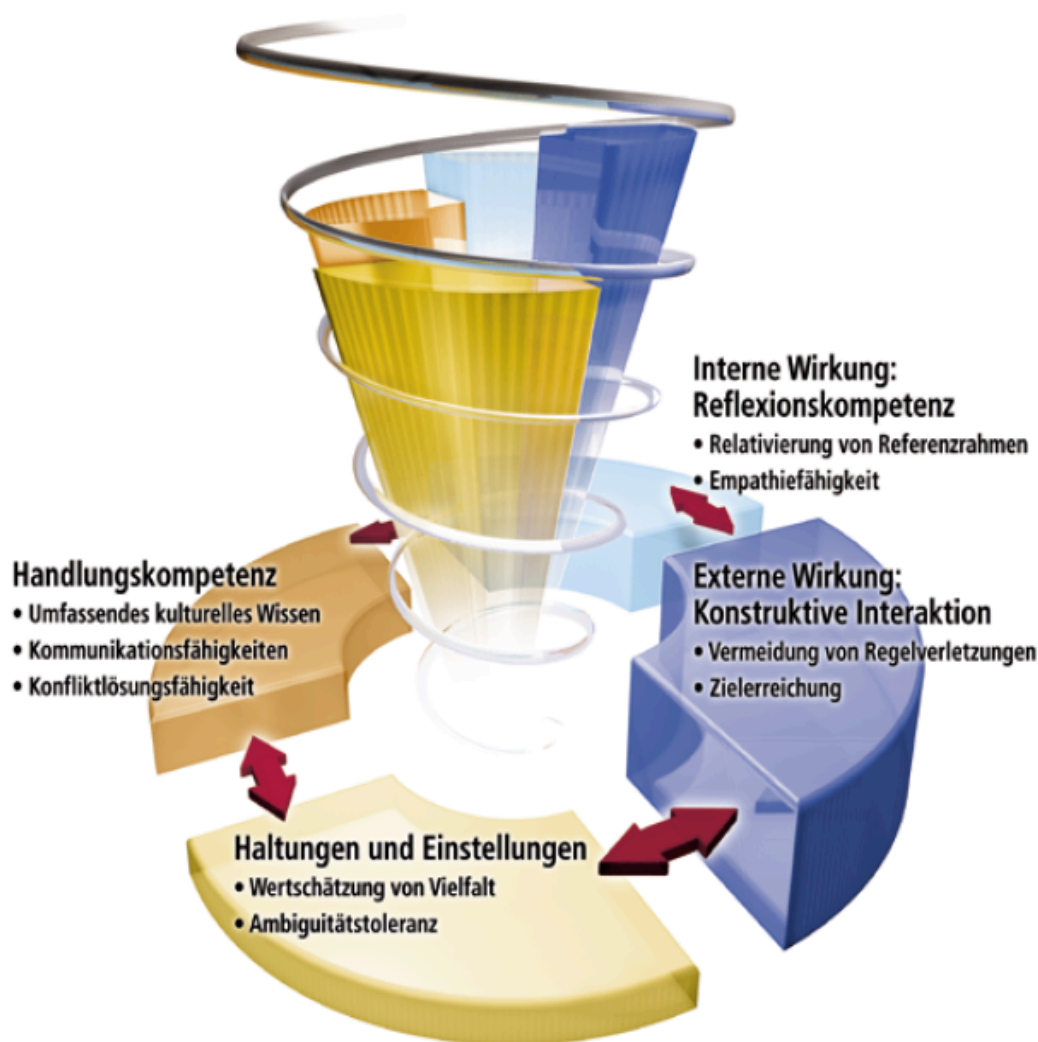 Interne Wirkung:
Reflexionskompetenz
• Relativierung von Referenzrahmen
• Empathiefähigkeit
Handlungskompetenz
• Umfassendes kulturelles Wissen
• Kommunikationsfähigkeiten
• Konfliktlösungsfähigkeit
Externe Wirkung:
Konstruktive Interaktion
• Vermeidung von Regelverletzungen
• Zielerreichung
Haltungen und Einstellungen
• Wertschätzung von Vielfalt
• Ambiguitätstoleranz